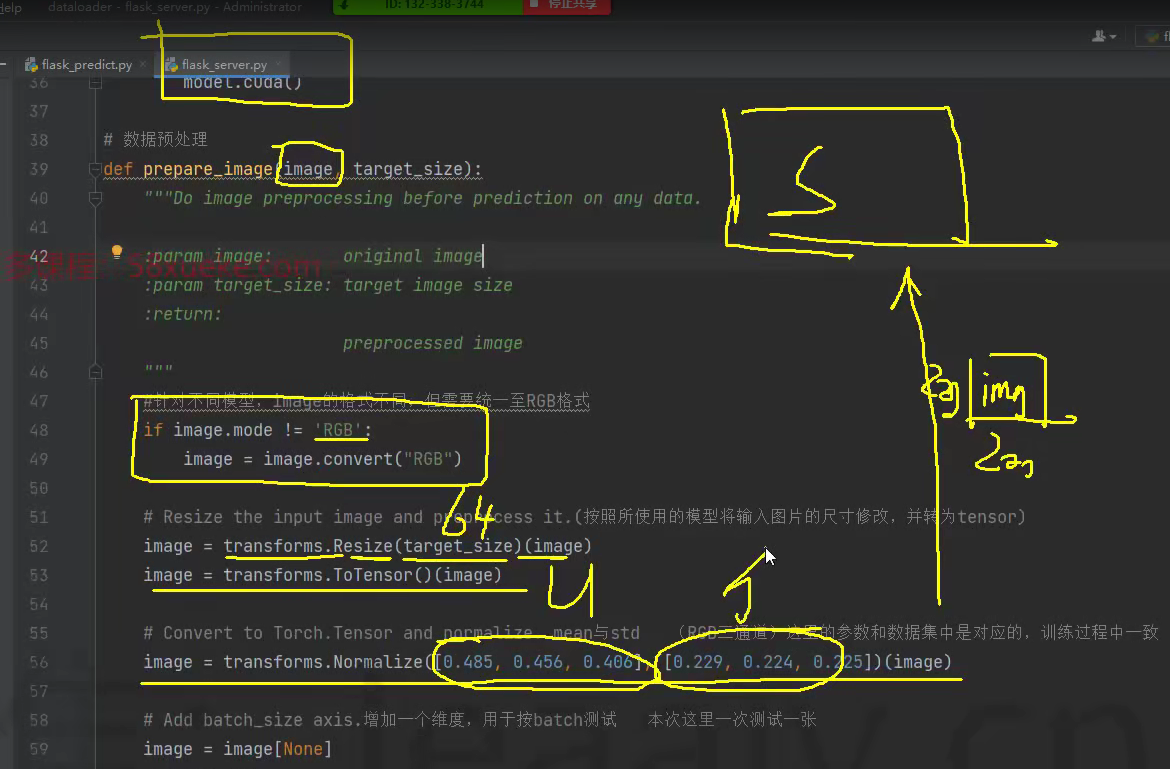 Help dataloader - flask_server.py - Administrator ID: 132-338-3744 停止共享
flask_predict.py flask_server.py
36 model.cuda()
37
38 # 数据预处理
39 def prepare_image(image, target_size):
40 """Do image preprocessing before prediction on any data.
41
42 :param image: original image
43 :param target_size: target image size
44 :return:
45 preprocessed image
46 """
47 #针对不同模型，image的格式不同，但需要统一至RGB格式
48 if image.mode != 'RGB':
49 image = image.convert("RGB")
50
51 # Resize the input image and preprocess it.(按照所使用的模型将输入图片的尺寸修改，并转为tensor)
52 image = transforms.Resize(target_size)(image)
53 image = transforms.ToTensor()(image)
54
55 # Convert to Torch.Tensor and normalize. mean与std （RGB三通道）这里的参数和数据集中是对应的，训练过程中一致
56 image = transforms.Normalize([0.485, 0.456, 0.406], [0.229, 0.224, 0.225])(image)
57
58 # Add batch_size axis.增加一个维度，用于按batch测试 本次这里一次测试一张
59 image = image[None]
S
img
64